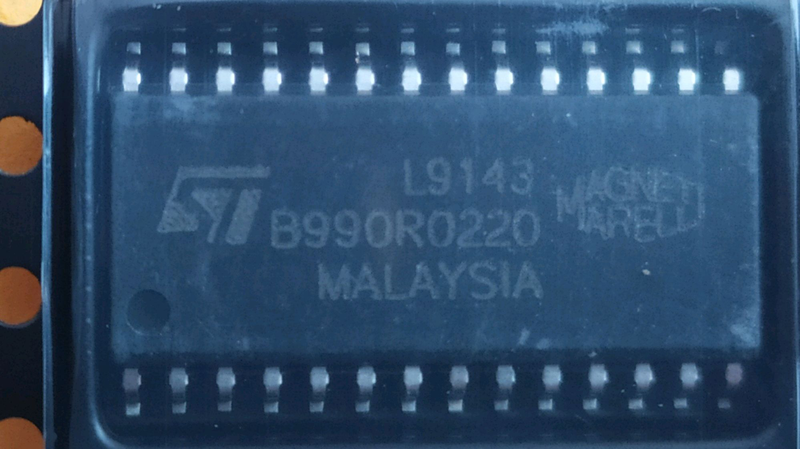 ST
L9143
B990R0220
MALAYSIA
MAGNETI
MARELLI